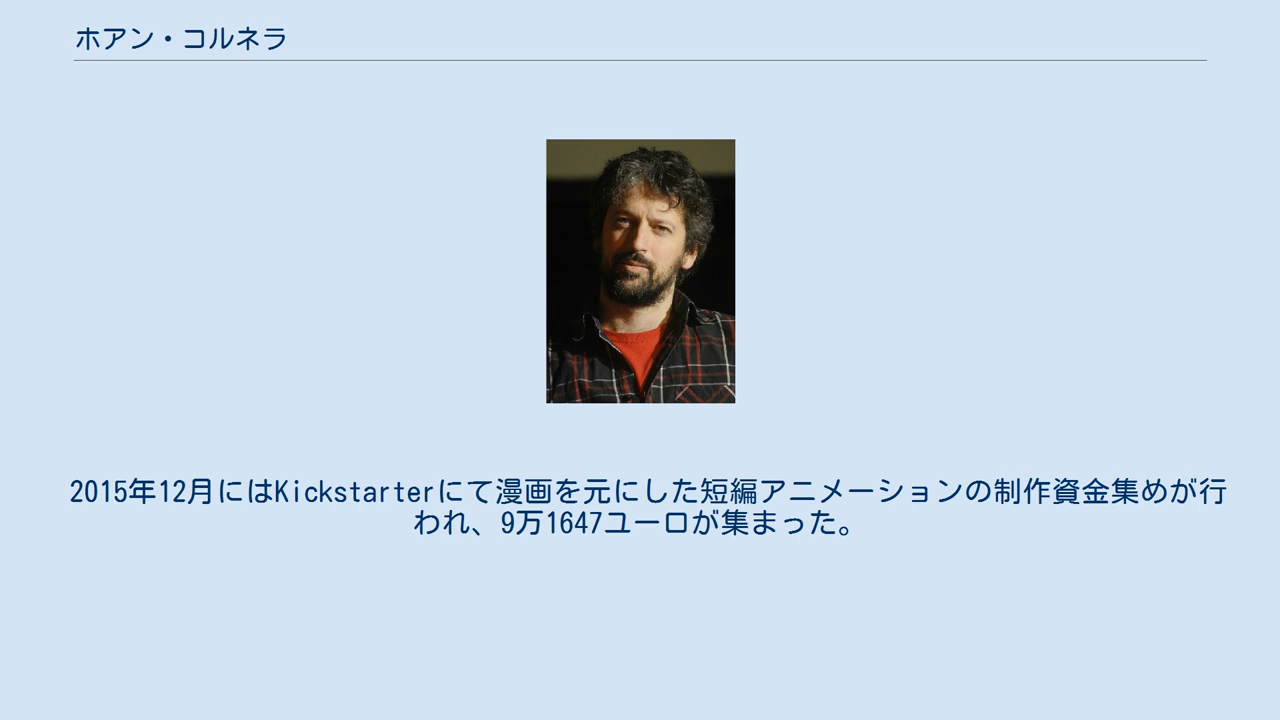 ホアン・コルネラ
2015年12月にはKickstarterにて漫画を元にした短編アニメーションの制作資金集めが行
われ、9万1647ユーロが集まった。